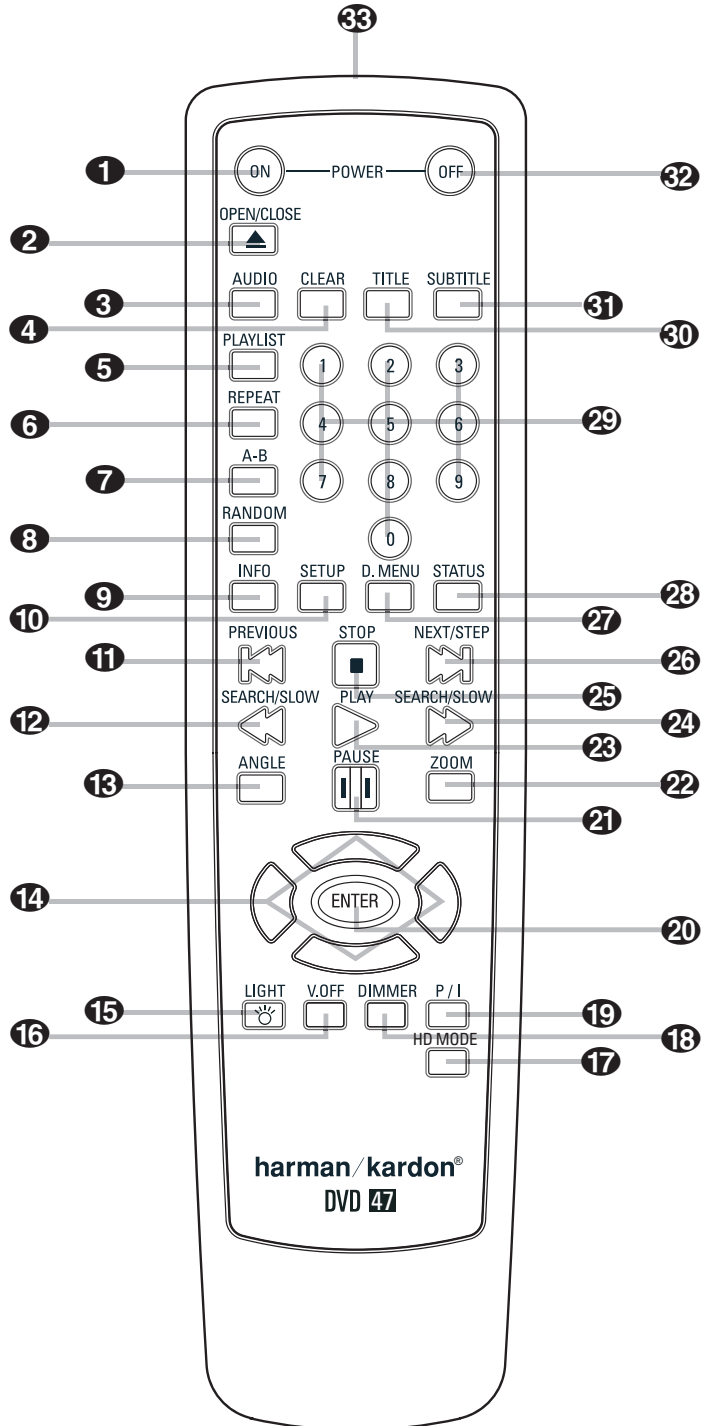 33
1 ON POWER OFF 32
OPEN/CLOSE
2
AUDIO CLEAR TITLE SUBTITLE
3 31
4 30
PLAYLIST
5 1 2 3
REPEAT
6 4 5 6 29
A-B
7 7 8 9
RANDOM
8 0
INFO SETUP D. MENU STATUS
9 28
10 27
PREVIOUS STOP NEXT/STEP
11 26
25
SEARCH/SLOW PLAY SEARCH/SLOW
12 24
23
ANGLE PAUSE ZOOM
13 22
21
14 ENTER 20
LIGHT V.OFF DIMMER P / I
15 19
16 18
HD MODE
17
harman/kardon®
DVD 47